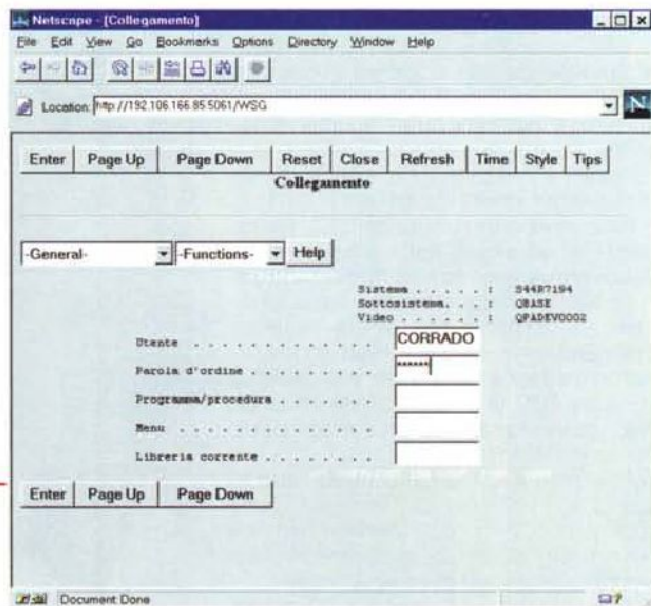 Netscape - [Collegamento]
File Edit View Go Bookmarks Options Directory Window Help
Location: http://192.106.166.85:5061/WSG
N
Enter Page Up Page Down Reset Close Refresh Time Style Tips
Collegamento
-General- -Functions- Help
Sistema . . . . . : S44R7194
Sottosistema. . . : QBASE
Video . . . . . . : QPADEV0002
Utente . . . . . . . . . . . . . CORRADO
Parola d'ordine . . . . . . . . . ******
Programma/procedura . . . . . . .
Menu . . . . . . . . . . . . . .
Libreria corrente . . . . . . . .
Enter Page Up Page Down
Document Done